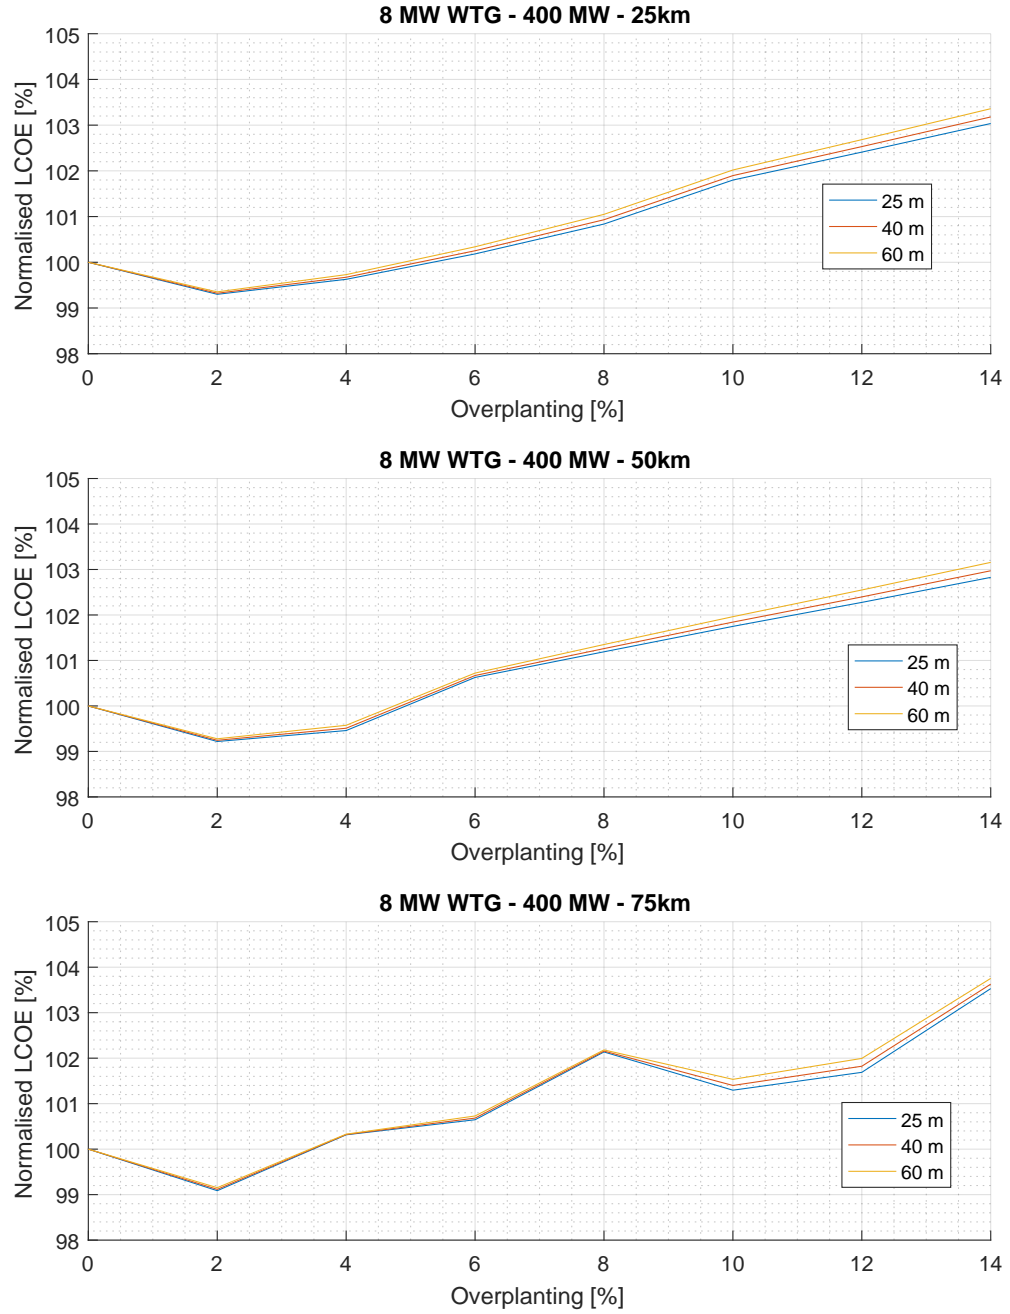 8 MW WTG - 400 MW - 25km
105
104
103
102
101
100
99
98
Normalised LCOE [%]
25 m
40 m
60 m
0 2 4 6 8 10 12 14
Overplanting [%]
8 MW WTG - 400 MW - 50km
105
104
103
102
101
100
99
98
Normalised LCOE [%]
25 m
40 m
60 m
0 2 4 6 8 10 12 14
Overplanting [%]
8 MW WTG - 400 MW - 75km
105
104
103
102
101
100
99
98
Normalised LCOE [%]
25 m
40 m
60 m
0 2 4 6 8 10 12 14
Overplanting [%]